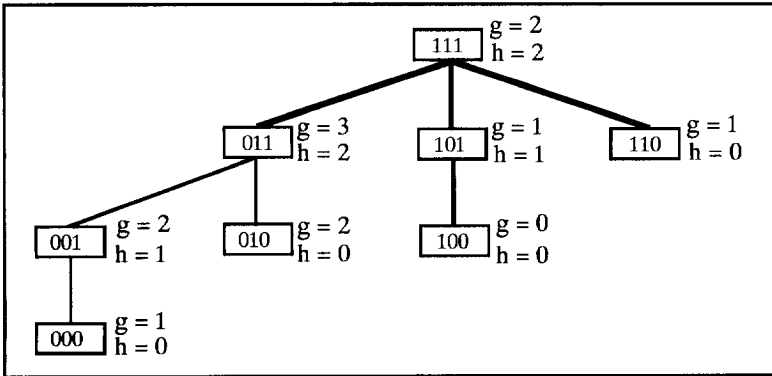 111 g = 2
h = 2
011 g = 3
h = 2
101 g = 1
h = 1
110 g = 1
h = 0
001 g = 2
h = 1
010 g = 2
h = 0
100 g = 0
h = 0
000 g = 1
h = 0